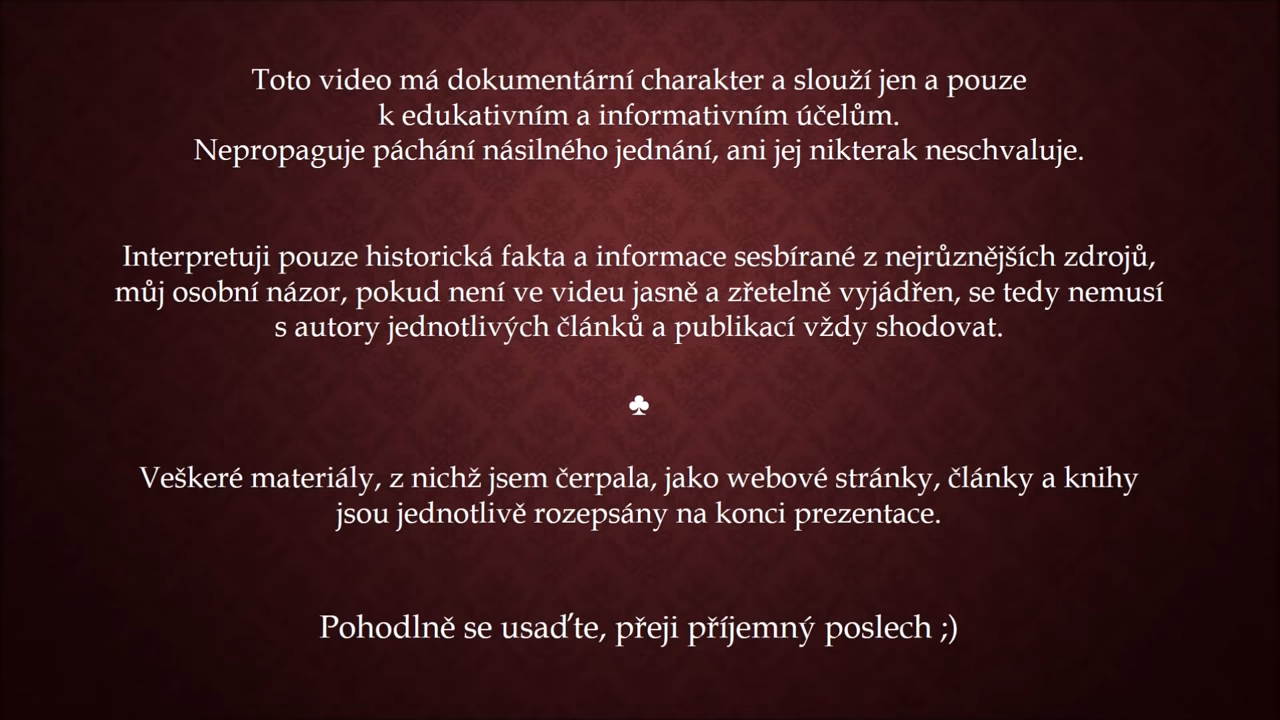 Toto video má dokumentární charakter a slouží jen a pouze
k edukativním a informativním účelům.
Nepropaguje páchání násilného jednání, ani jej nikterak neschvaluje.
Interpretuji pouze historická fakta a informace sesbírané z nejrůznějších zdrojů,
můj osobní názor, pokud není ve videu jasně a zřetelně vyjádřen, se tedy nemusí
s autory jednotlivých článků a publikací vždy shodovat.
♣
Veškeré materiály, z nichž jsem čerpala, jako webové stránky, články a knihy
jsou jednotlivě rozepsány na konci prezentace.
Pohodlně se usaďte, přeji příjemný poslech ;)